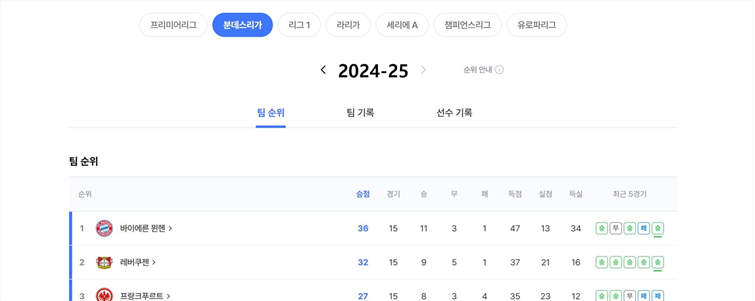 프리미어리그 분데스리가 리그 1 라리가 세리에 A 챔피언스리그 유로파리그
2024-25 순위 안내
팀 순위 팀 기록 선수 기록
팀 순위
순위 승점 경기 승 무 패 득점 실점 득실 최근 5경기
1 바이에른 뮌헨 36 15 11 3 1 47 13 34 승 무 승 패 승
2 레버쿠젠 32 15 9 5 1 37 21 16 승 승 승 승 승
3 프랑크푸르트 27 15 8 3 4 35 23 12 승 승 무 패 패